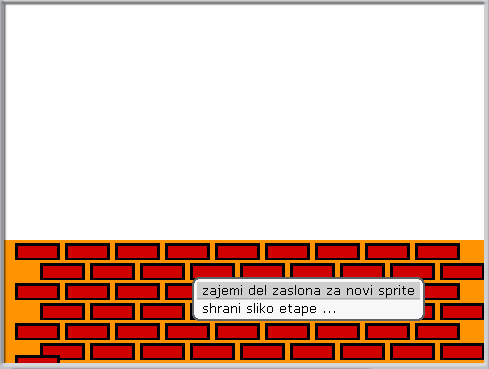 zajemi del zaslona za novi sprite
shrani sliko etape ...